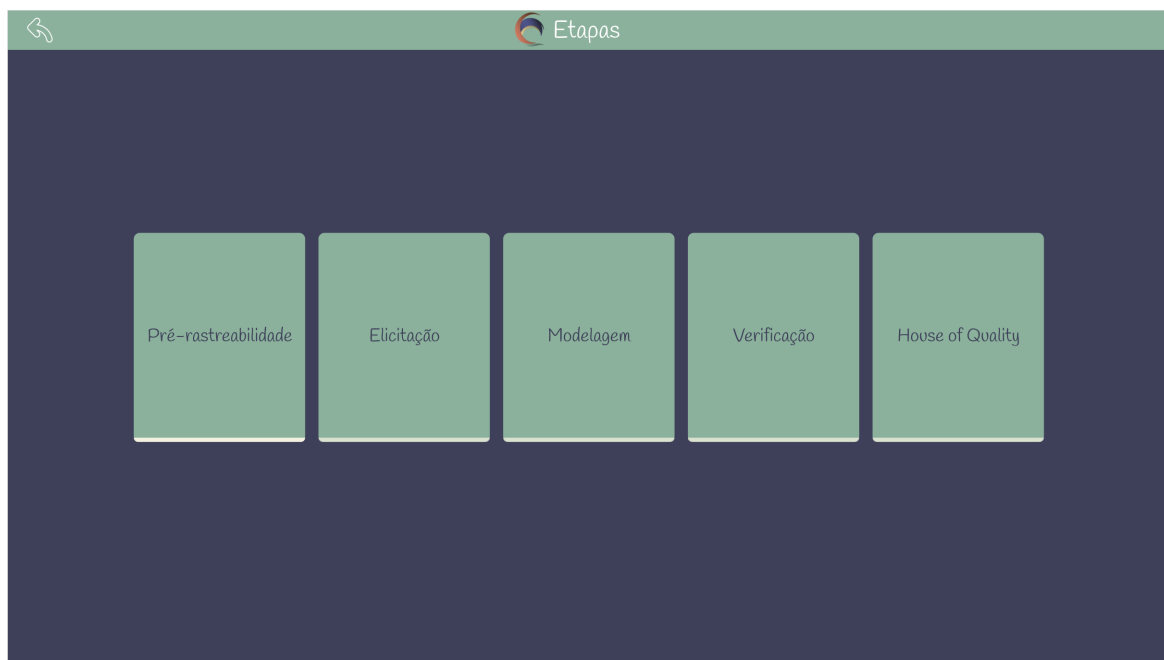 Etapas
Pré-rastreabilidade
Elicitação
Modelagem
Verificação
House of Quality